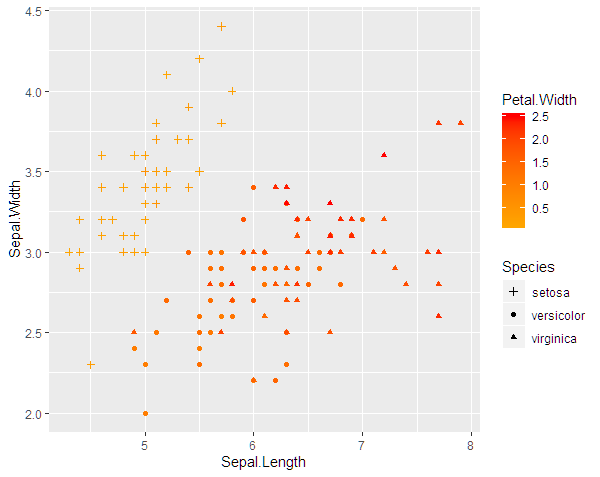 4.5
4.0
3.5
3.0
2.5
2.0
Sepal.Width
5
6
7
8
Sepal.Length
Petal.Width
2.5
2.0
1.5
1.0
0.5
Species
setosa
versicolor
virginica